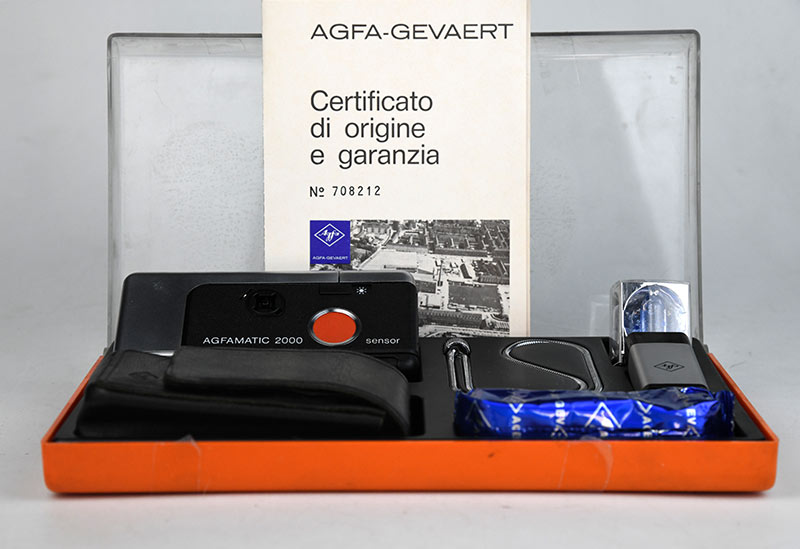 AGFA-GEVAERT
Certificato
di origine
e garanzia
№ 708212
AGFA-GEVAERT
AGFAMATIC 2000
sensor